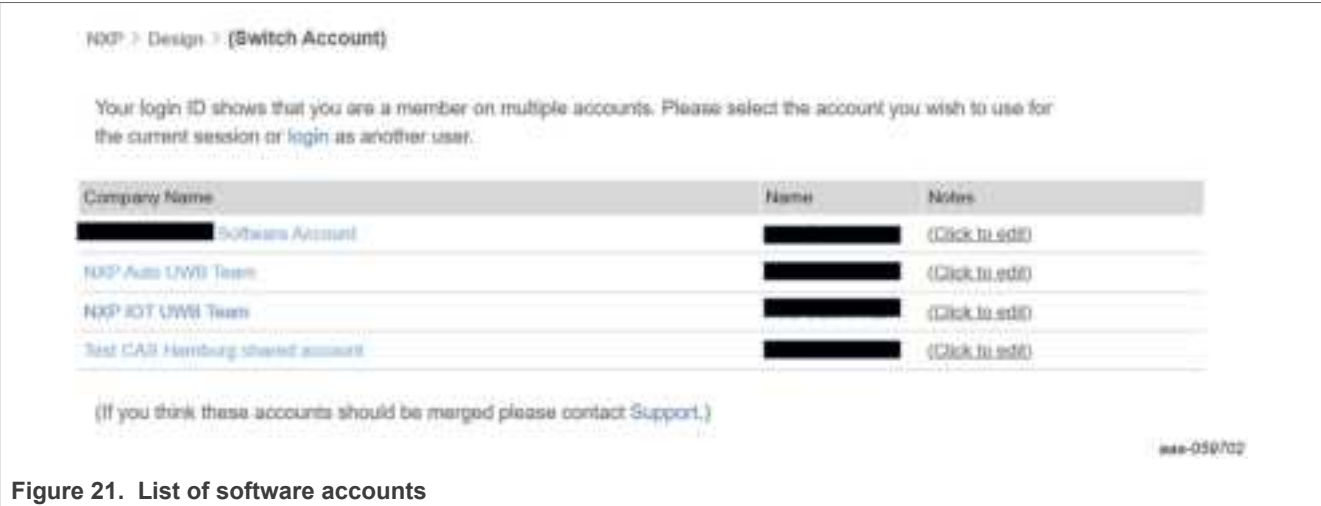 NXP > Design > (Switch Account)
Your login ID shows that you are a member on multiple accounts. Please select the account you wish to use for
the current session or login as another user.
Company Name Name Notes
Software Account (Click to edit)
NXP Auto UWB Team (Click to edit)
NXP IOT UWB Team (Click to edit)
Test CAS Hamburg shared account (Click to edit)
(If you think these accounts should be merged please contact Support.)
aaa-059702
Figure 21. List of software accounts